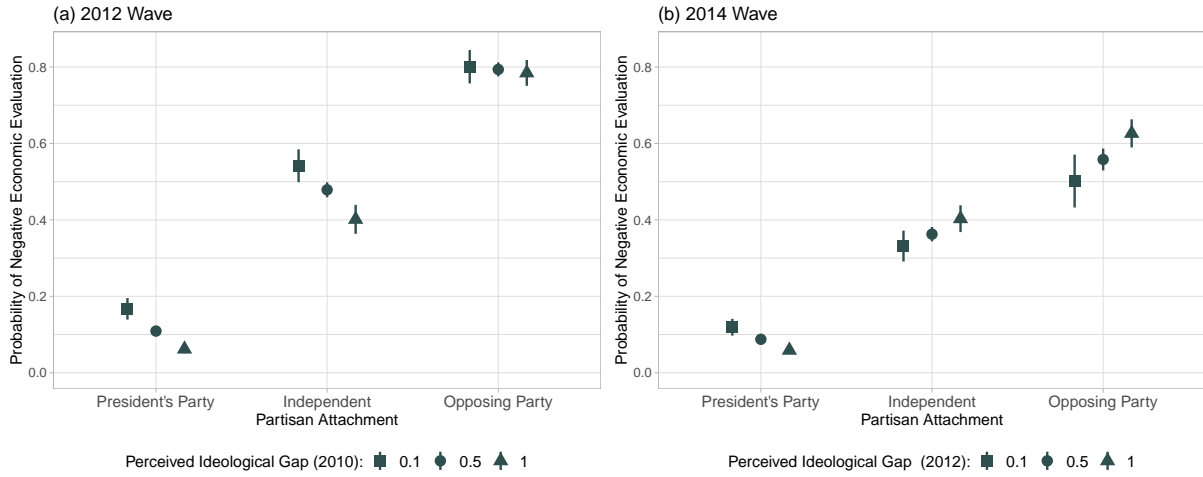 (a) 2012 Wave
Probability of Negative Economic Evaluation
0.8
0.6
0.4
0.2
0.0
President's Party
Independent
Opposing Party
Partisan Attachment
Perceived Ideological Gap (2010): 0.1 0.5 1
(b) 2014 Wave
Probability of Negative Economic Evaluation
0.8
0.6
0.4
0.2
0.0
President's Party
Independent
Opposing Party
Partisan Attachment
Perceived Ideological Gap (2012): 0.1 0.5 1